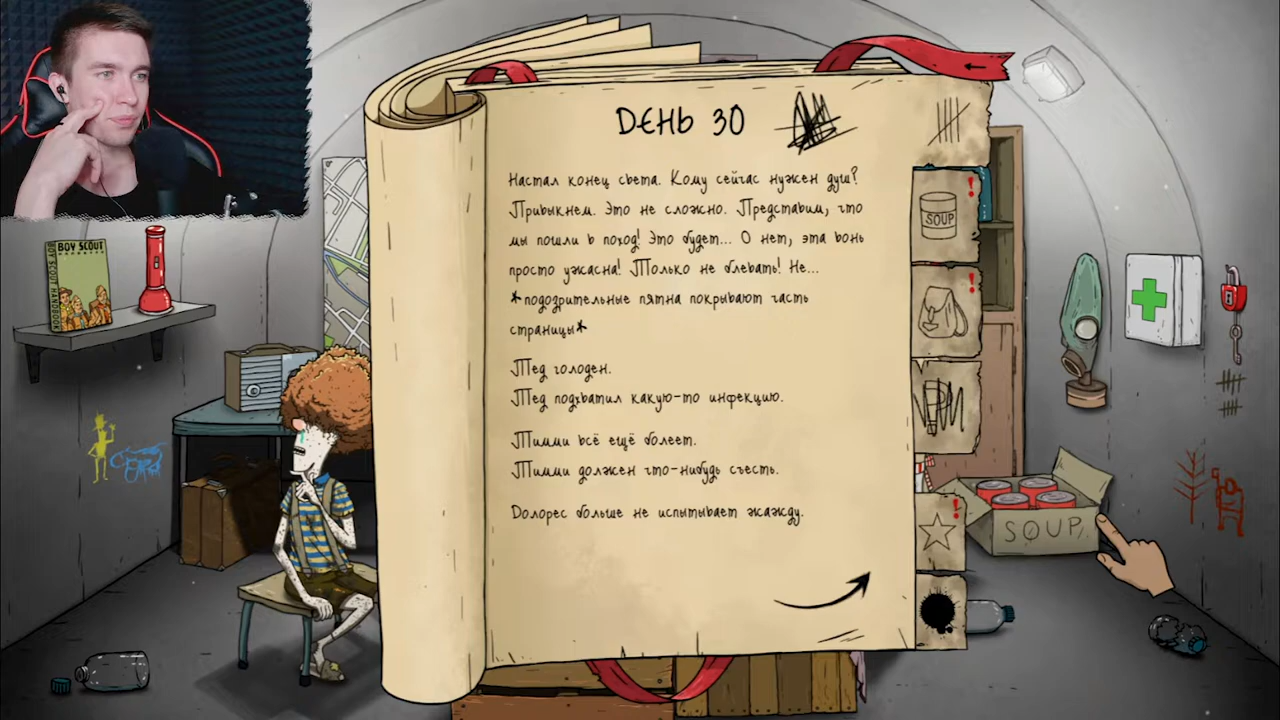 ДЕНЬ 30
Настал конец света. Кому сейчас нужен душ?
Привыкнем. Это не сложно. Представим, что
мы пошли в поход! Это будет... О нет, эта вонь
просто ужасна! Только не блевать! Не...
*подозрительные пятна покрывают часть
страницы*
Тед голоден.
Тед подхватил какую-то инфекцию.
Тимми всё ещё болеет.
Тимми должен что-нибудь съесть.
Долорес больше не испытывает жажду.
SOUP
!
!
!
BOY SCOUT
BOY SCOUT HANDBOOK
SOUP